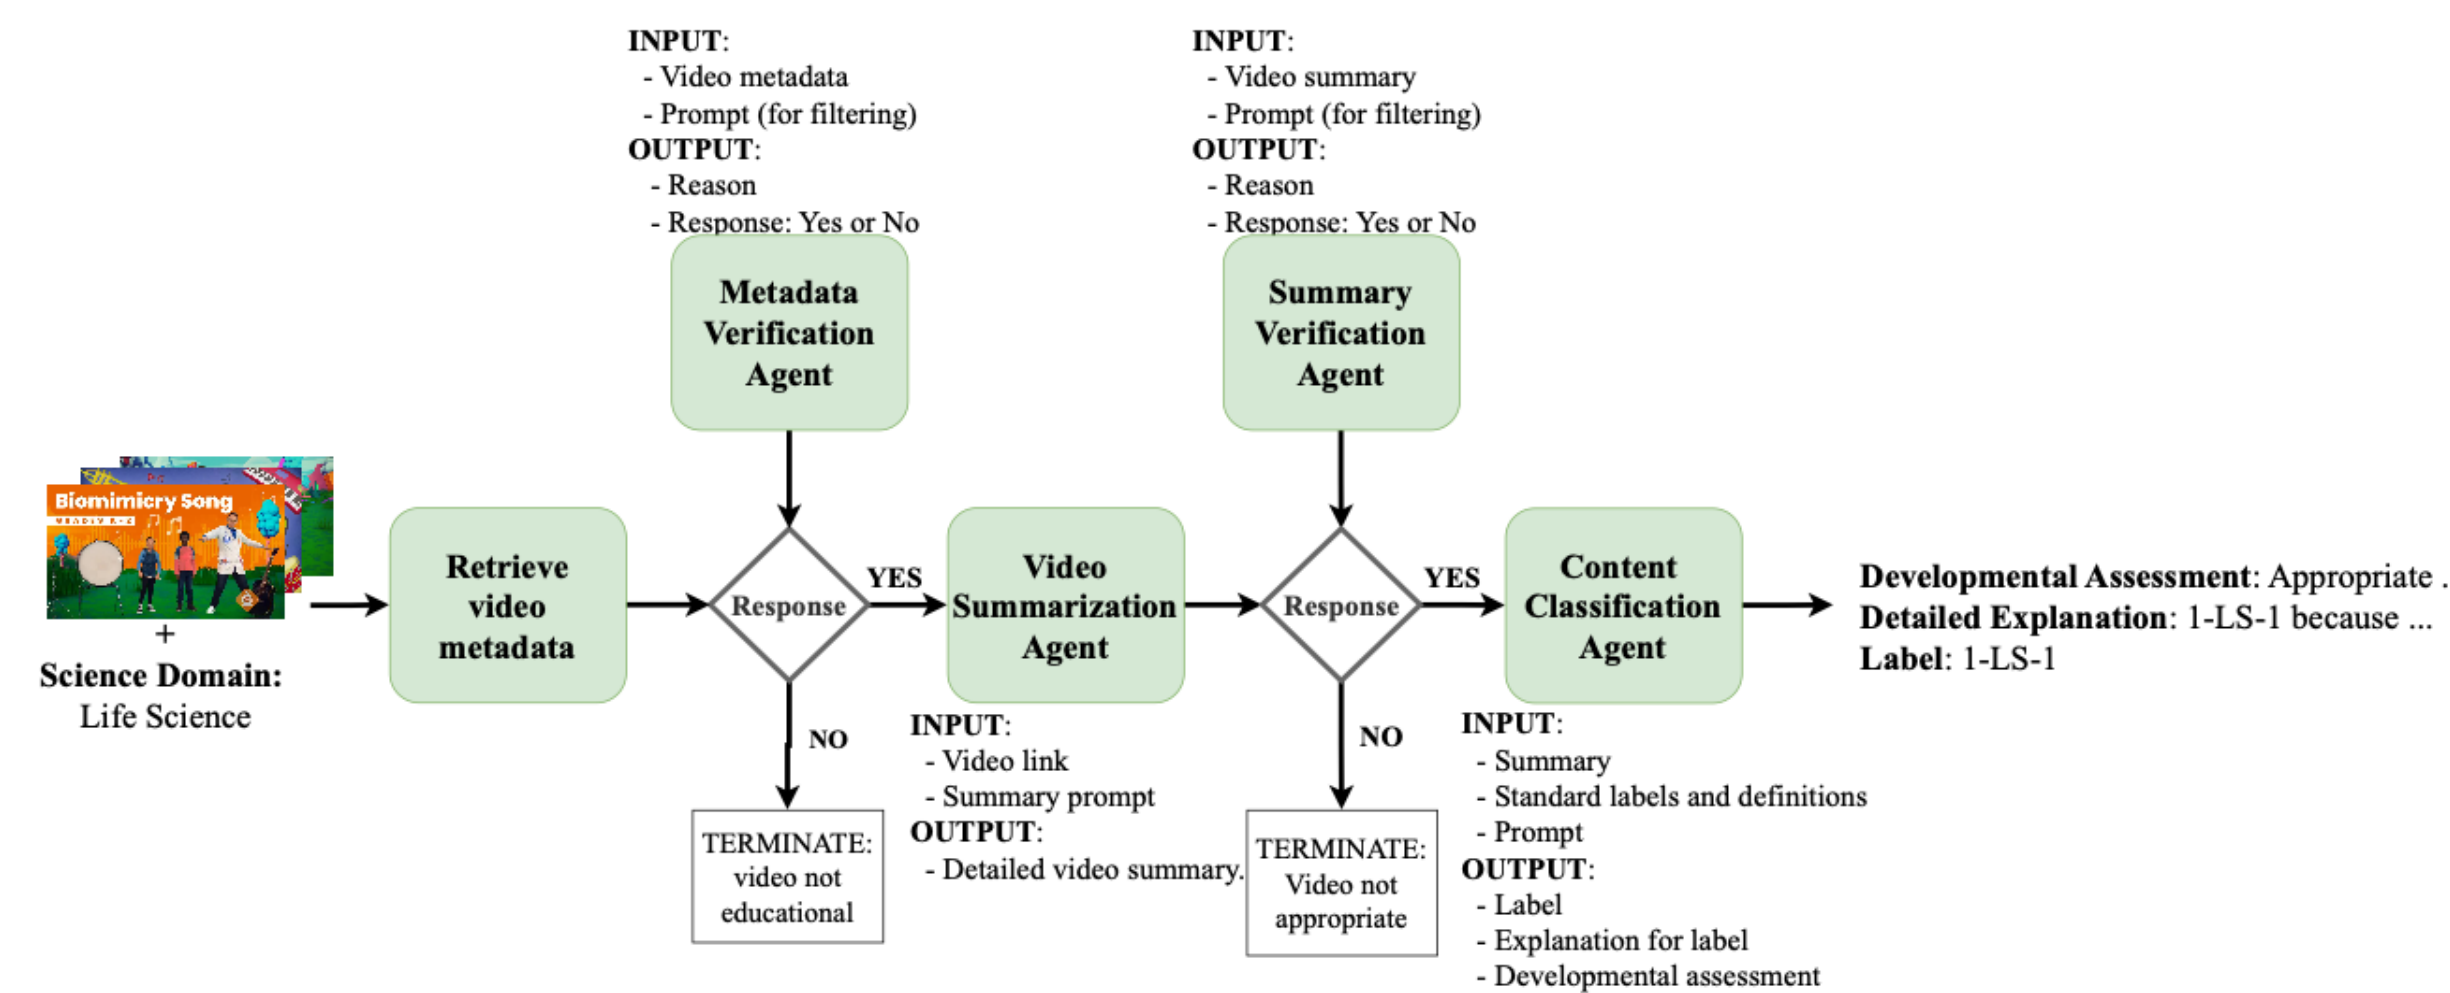 INPUT:
- Video metadata
- Prompt (for filtering)
OUTPUT:
- Reason
- Response: Yes or No
Metadata
Verification
Agent
INPUT:
- Video summary
- Prompt (for filtering)
OUTPUT:
- Reason
- Response: Yes or No
Summary
Verification
Agent
Biomimicry Song
GRADES K-2
+
Science Domain:
Life Science
Retrieve
video
metadata
Response
YES
NO
TERMINATE:
video not
educational
Video
Summarization
Agent
INPUT:
- Video link
- Summary prompt
OUTPUT:
- Detailed video summary.
Response
YES
NO
TERMINATE:
Video not
appropriate
Content
Classification
Agent
INPUT:
- Summary
- Standard labels and definitions
- Prompt
OUTPUT:
- Label
- Explanation for label
- Developmental assessment
Developmental Assessment: Appropriate .
Detailed Explanation: 1-LS-1 because ...
Label: 1-LS-1